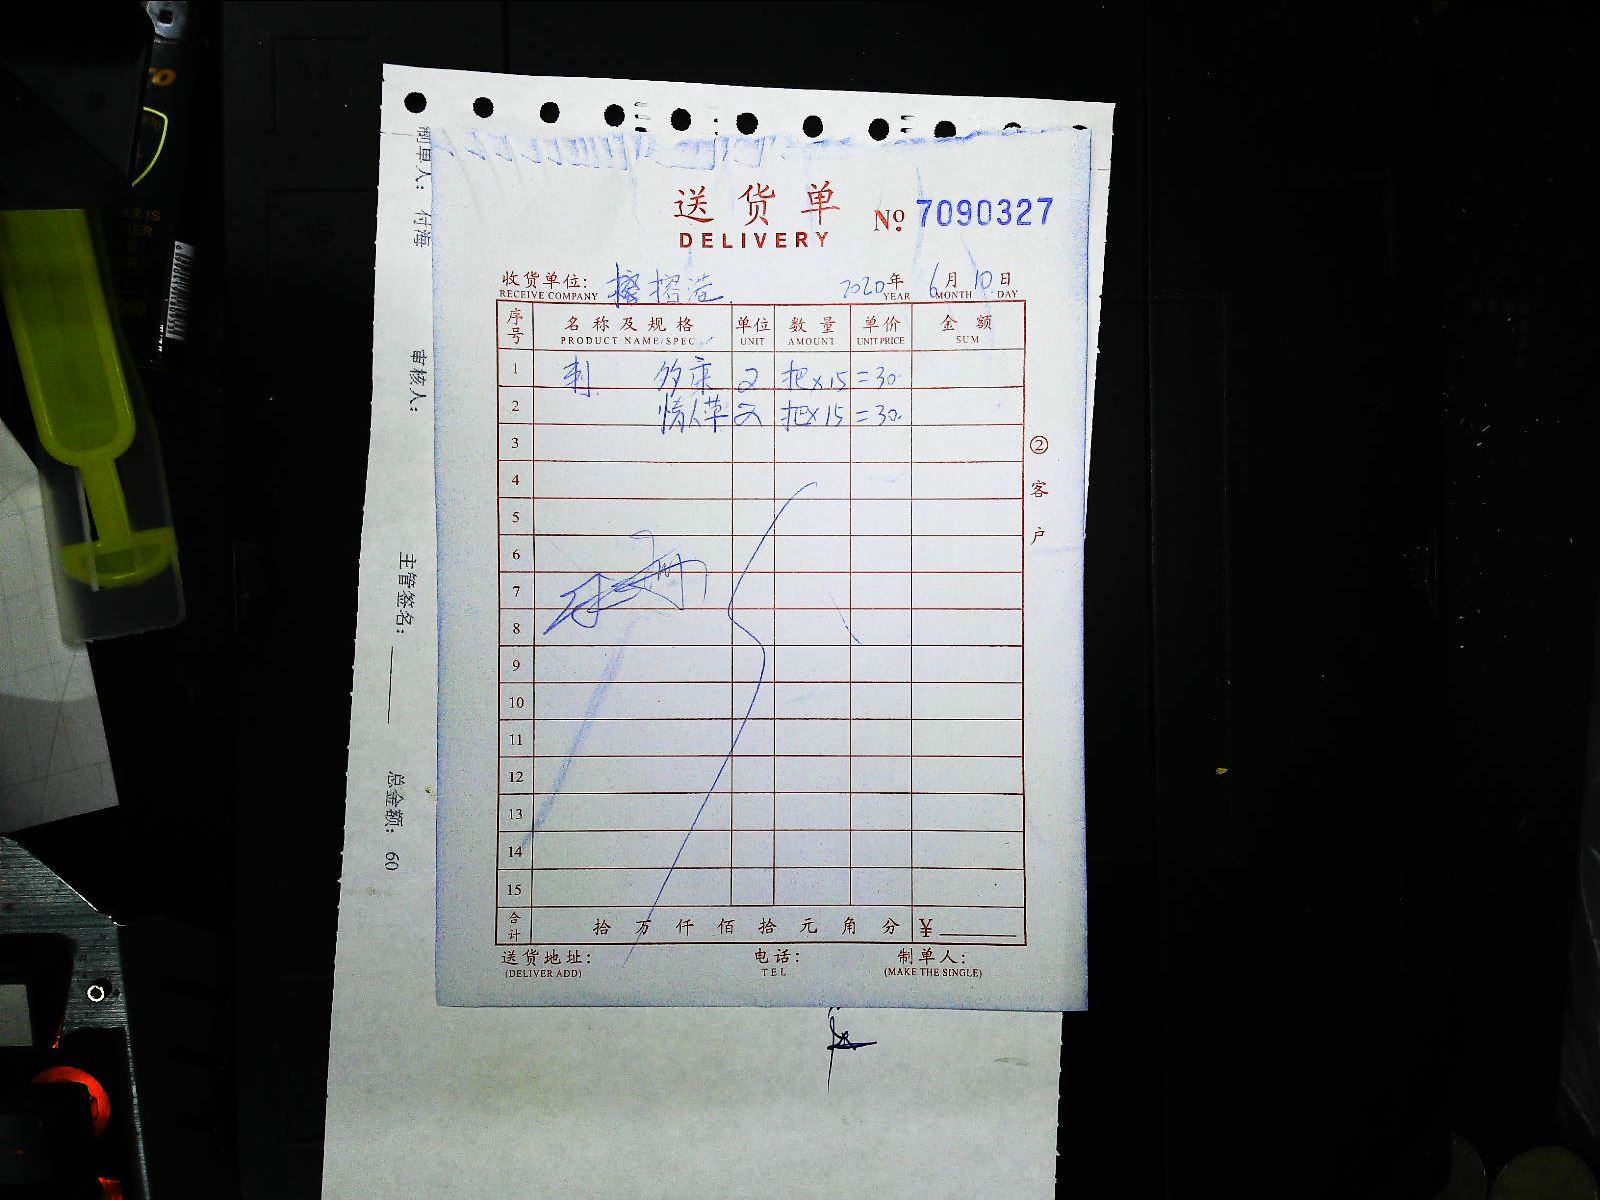 送货单
DELIVERY
No. 7090327
收货单位:
RECEIVE COMPANY
2020年 6月 10日
YEAR MONTH DAY
序号 名称及规格 单位 数量 单价 金额
PRODUCT NAME/SPEC UNIT AMOUNT UNIT PRICE SUM
1 2 把×15=30.
2 情人草 2 把×15=30.
3
4
5
6
7
8
9
10
11
12
13
14
15
合计 拾 万 仟 佰 拾 元 角 分 ¥
送货地址: 电话: 制单人:
(DELIVER ADD) TEL (MAKE THE SINGLE)
②客户
制单人: 付海
审核人:
主管签名:
总金额: 60